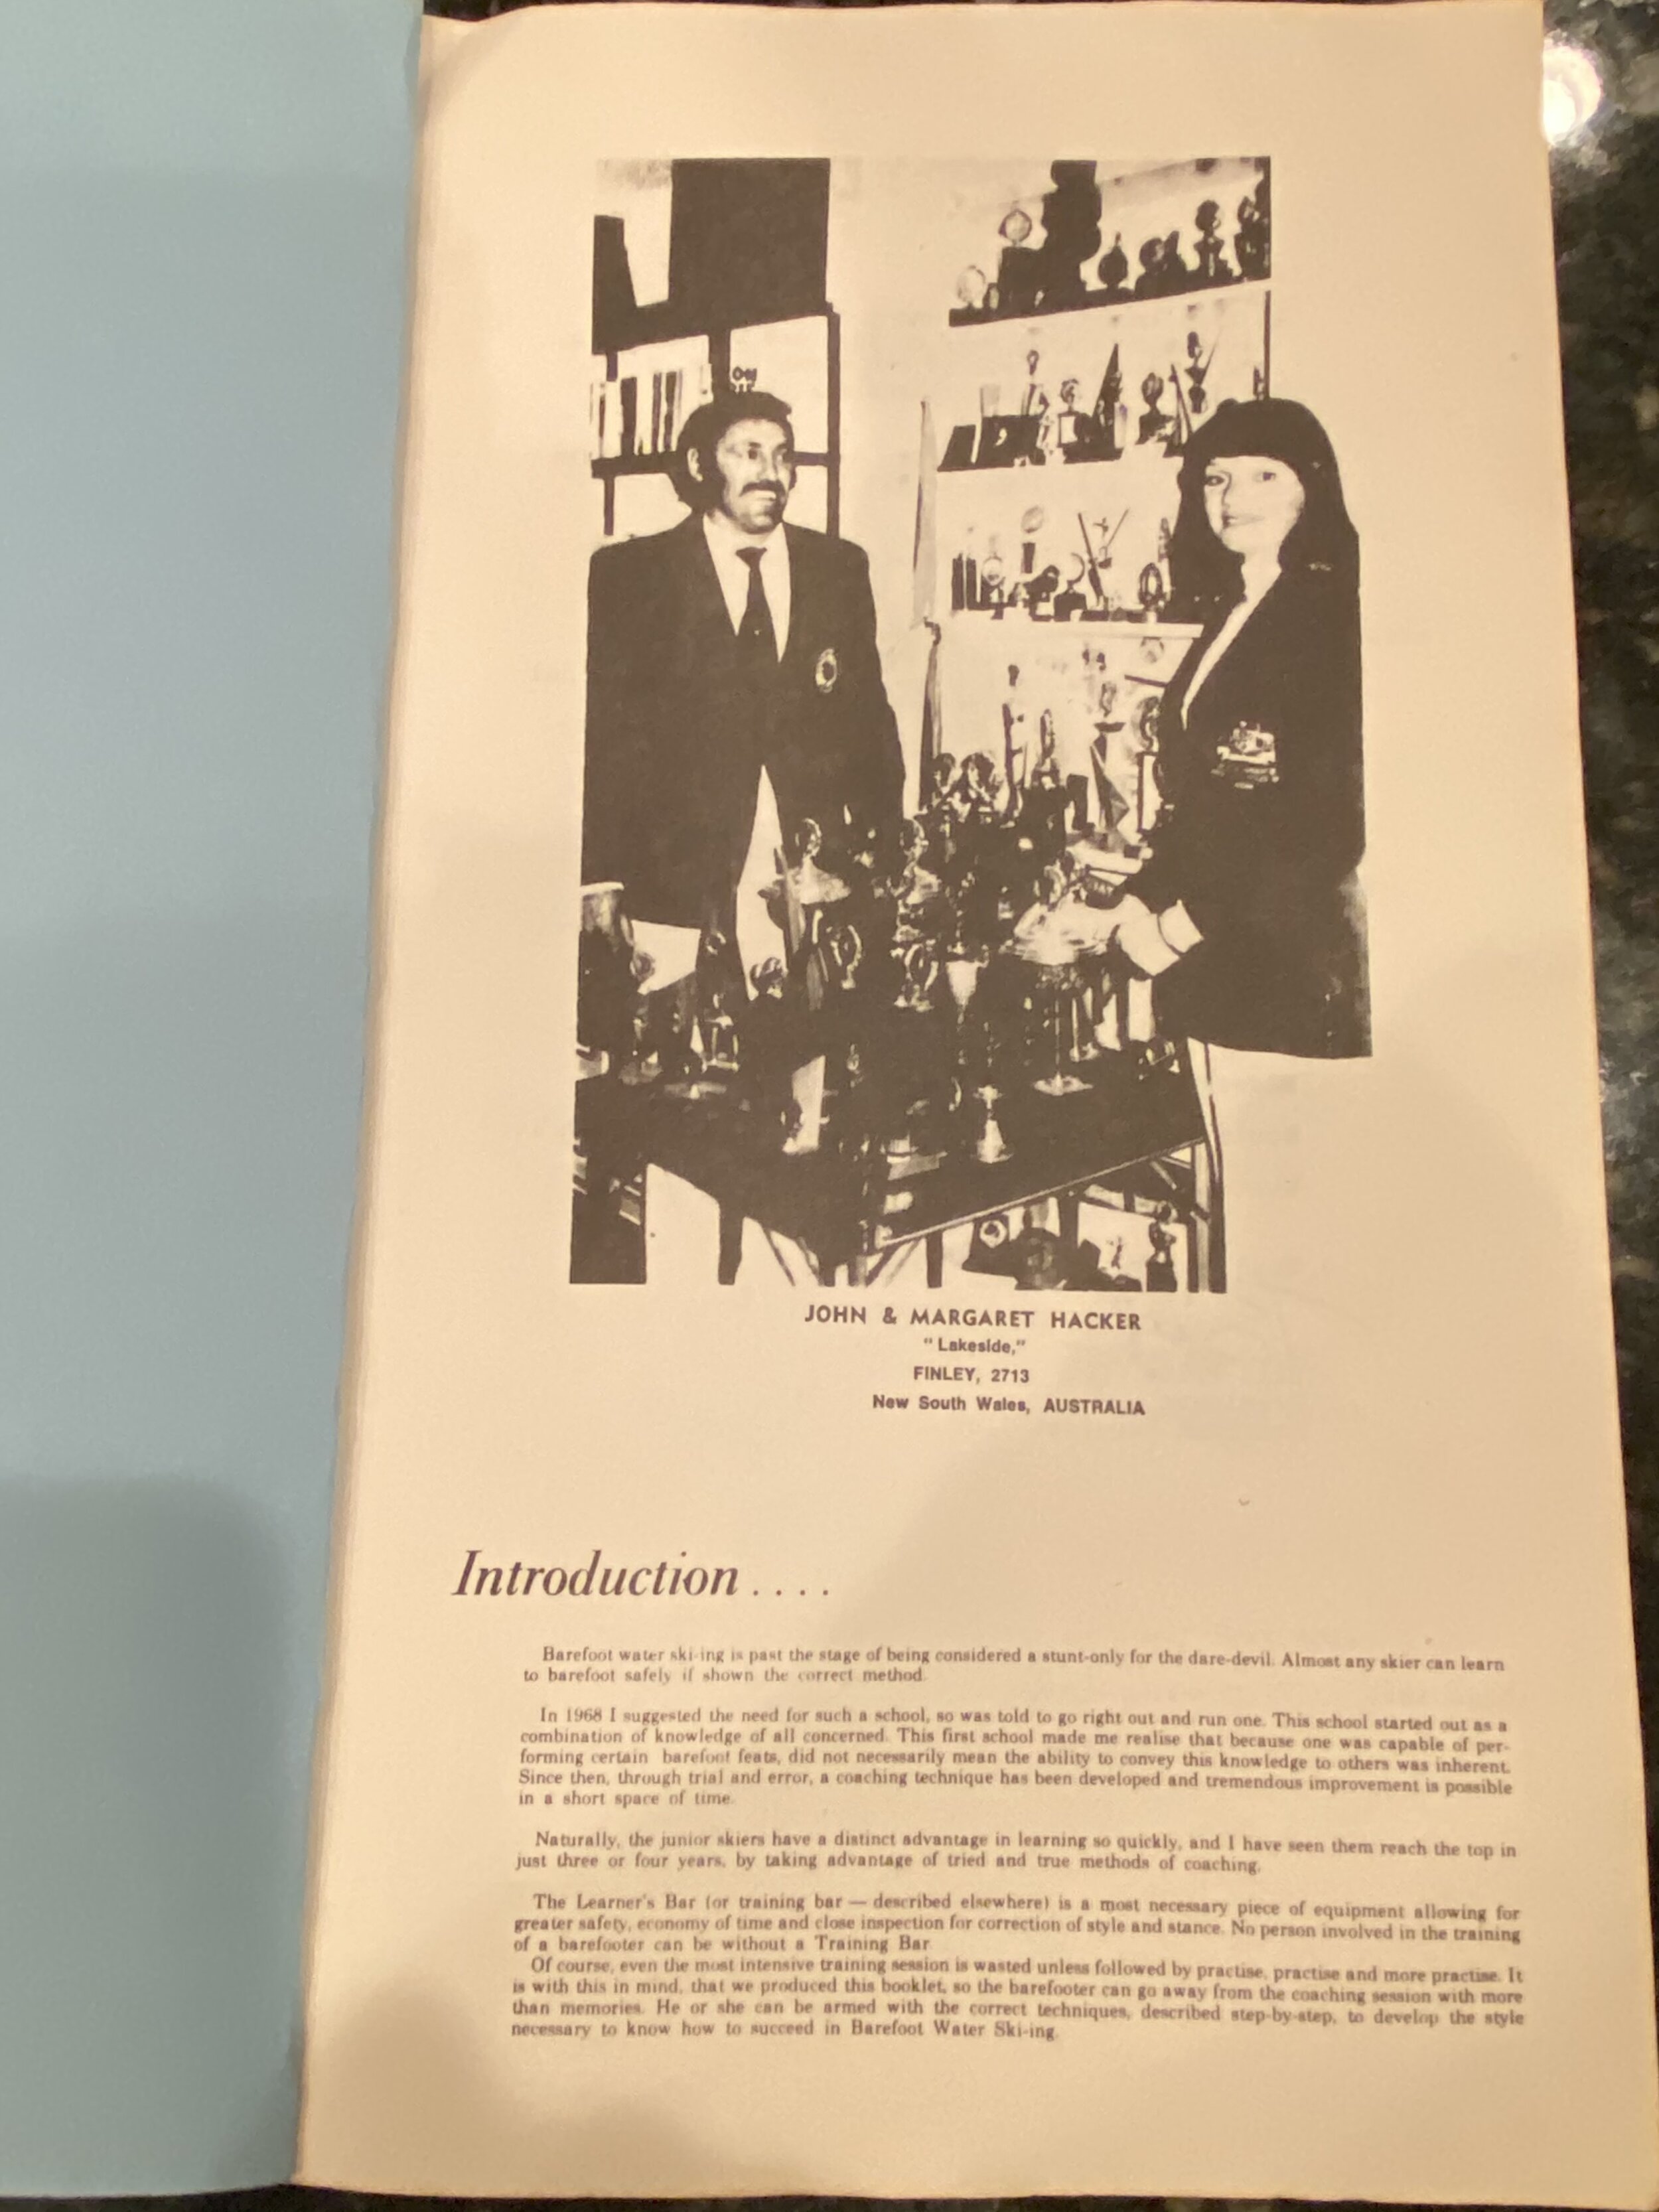 JOHN & MARGARET HACKER
"Lakeside,"
FINLEY, 2713
New South Wales, AUSTRALIA
Introduction....
Barefoot water ski-ing is past the stage of being considered a stunt-only for the dare-devil. Almost any skier can learn
to barefoot safely if shown the correct method.
In 1968 I suggested the need for such a school, so was told to go right out and run one. This school started out as a
combination of knowledge of all concerned. This first school made me realise that because one was capable of per-
forming certain barefoot feats, did not necessarily mean the ability to convey this knowledge to others was inherent.
Since then, through trial and error, a coaching technique has been developed and tremendous improvement is possible
in a short space of time.
Naturally, the junior skiers have a distinct advantage in learning so quickly, and I have seen them reach the top in
just three or four years, by taking advantage of tried and true methods of coaching.
The Learner's Bar (or training bar — described elsewhere) is a most necessary piece of equipment allowing for
greater safety, economy of time and close inspection for correction of style and stance. No person involved in the training
of a barefooter can be without a Training Bar.
Of course, even the most intensive training session is wasted unless followed by practise, practise and more practise. It
is with this in mind, that we produced this booklet, so the barefooter can go away from the coaching session with more
than memories. He or she can be armed with the correct techniques, described step-by-step, to develop the style
necessary to know how to succeed in Barefoot Water Ski-ing.